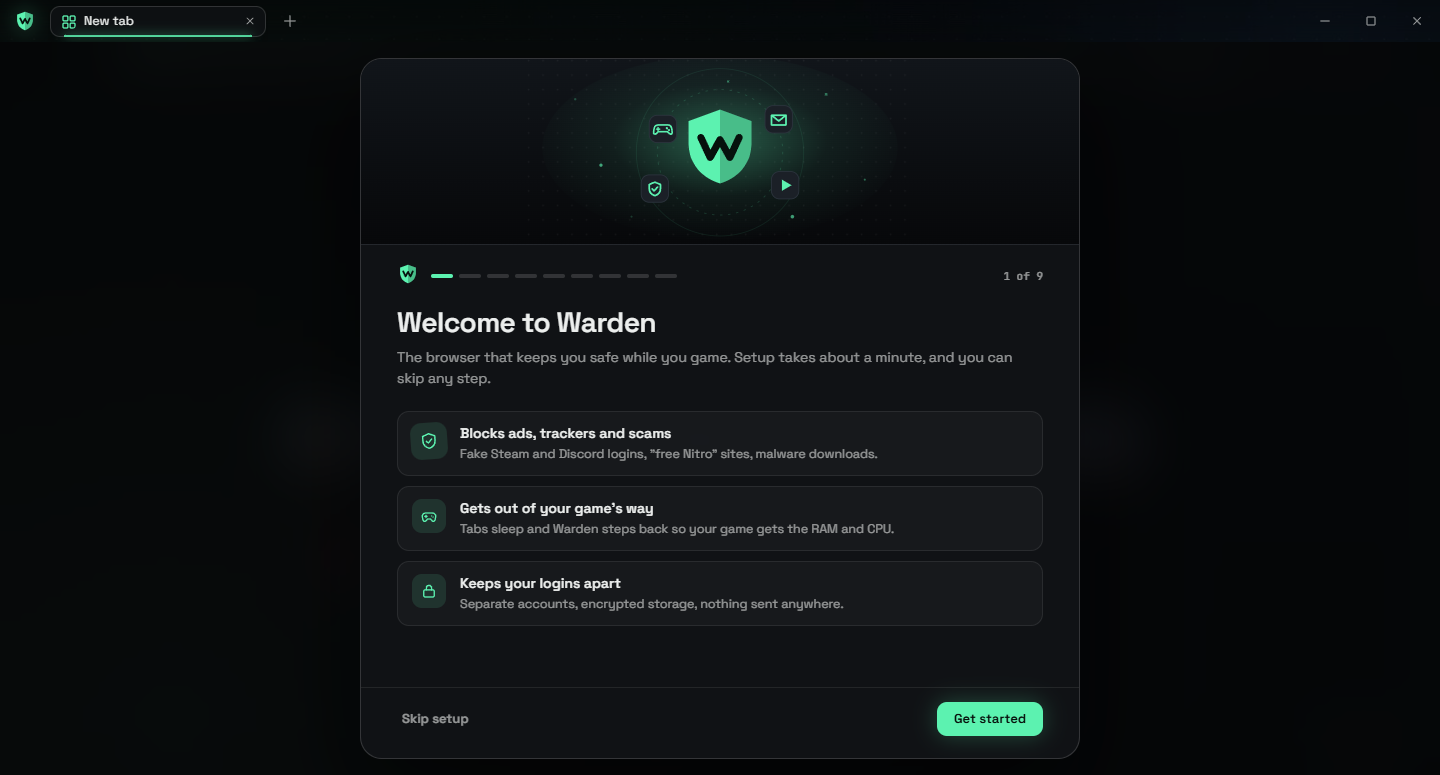 New tab
1 of 9
Welcome to Warden
The browser that keeps you safe while you game. Setup takes about a minute, and you can
skip any step.
Blocks ads, trackers and scams
Fake Steam and Discord logins, "free Nitro" sites, malware downloads.
Gets out of your game's way
Tabs sleep and Warden steps back so your game gets the RAM and CPU.
Keeps your logins apart
Separate accounts, encrypted storage, nothing sent anywhere.
Skip setup
Get started